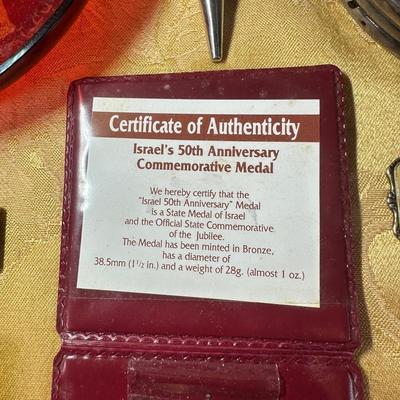 Certificate of Authenticity
Israel's 50th Anniversary
Commemorative Medal
We hereby certify that the
"Israel 50th Anniversary" Medal
is a State Medal of Israel
and the Official State Commemorative
of the Jubilee.
The Medal has been minted in Bronze,
has a diameter of
38.5mm (1 1/2 in.) and a weight of 28g. (almost 1 oz.)